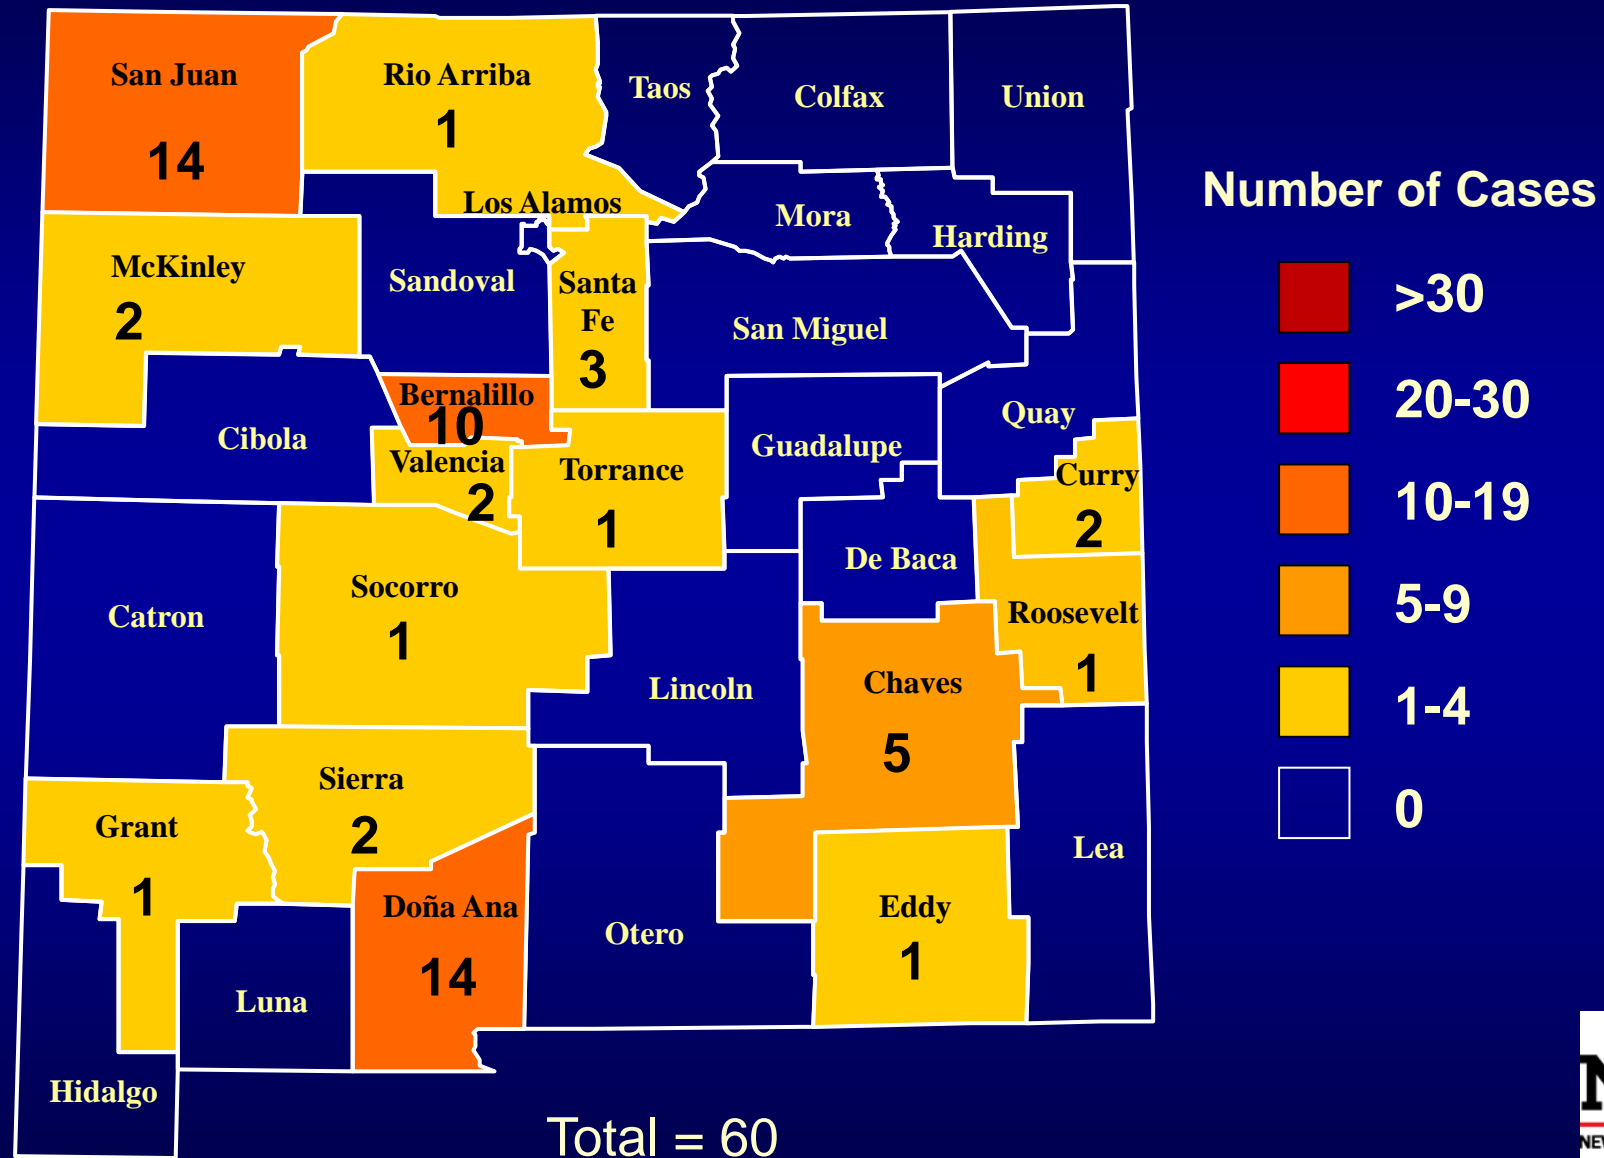 San Juan
14
Rio Arriba
1
Taos
Colfax
Union
Los Alamos
Mora
Harding
McKinley
2
Sandoval
Santa
Fe
3
San Miguel
Bernalillo
10
Cibola
Valencia
2
Torrance
1
Guadalupe
Quay
Curry
2
De Baca
Roosevelt
1
Catron
Socorro
1
Lincoln
Chaves
5
Sierra
2
Grant
1
Doña Ana
14
Otero
Eddy
1
Lea
Luna
Hidalgo
Total = 60
Number of Cases
>30
20-30
10-19
5-9
1-4
0